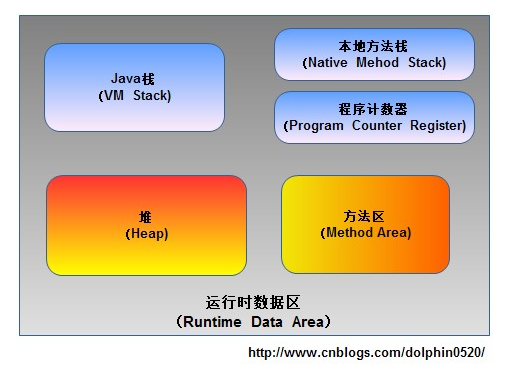 Java栈
(VM Stack)
本地方法栈
(Native Mehod Stack)
程序计数器
(Program Counter Register)
堆
(Heap)
方法区
(Method Area)
运行时数据区
（Runtime Data Area）
http://www.cnblogs.com/dolphin0520/